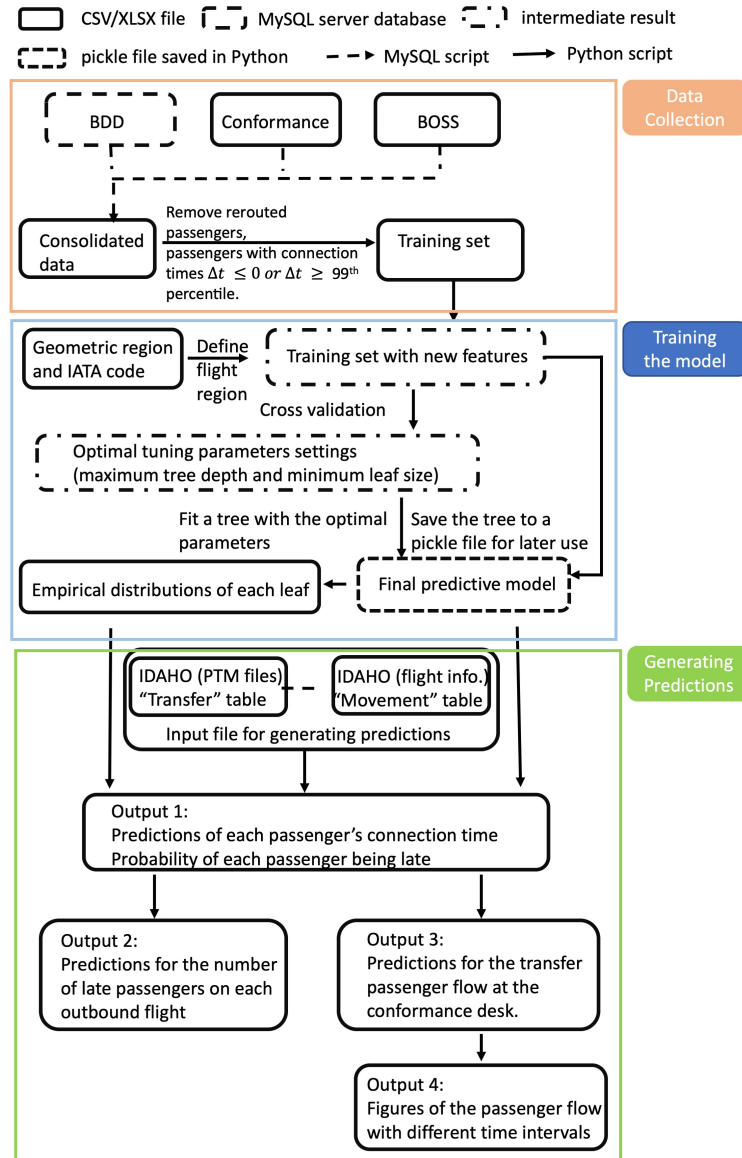 CSV/XLSX file
MySQL server database
intermediate result
pickle file saved in Python
MySQL script
Python script
Data
Collection
BDD
Conformance
BOSS
Consolidated
data
Remove rerouted
passengers,
passengers with connection
times Δt ≤ 0 or Δt ≥ 99th
percentile.
Training set
Training
the model
Geometric region
and IATA code
Define
flight
region
Training set with new features
Cross validation
Optimal tuning parameters settings
(maximum tree depth and minimum leaf size)
Fit a tree with the optimal
parameters
Save the tree to a
pickle file for later use
Empirical distributions of each leaf
Final predictive model
Generating
Predictions
IDAHO (PTM files)
“Transfer” table
IDAHO (flight info.)
“Movement” table
Input file for generating predictions
Output 1:
Predictions of each passenger’s connection time
Probability of each passenger being late
Output 2:
Predictions for the number
of late passengers on each
outbound flight
Output 3:
Predictions for the transfer
passenger flow at the
conformance desk.
Output 4:
Figures of the passenger flow
with different time intervals